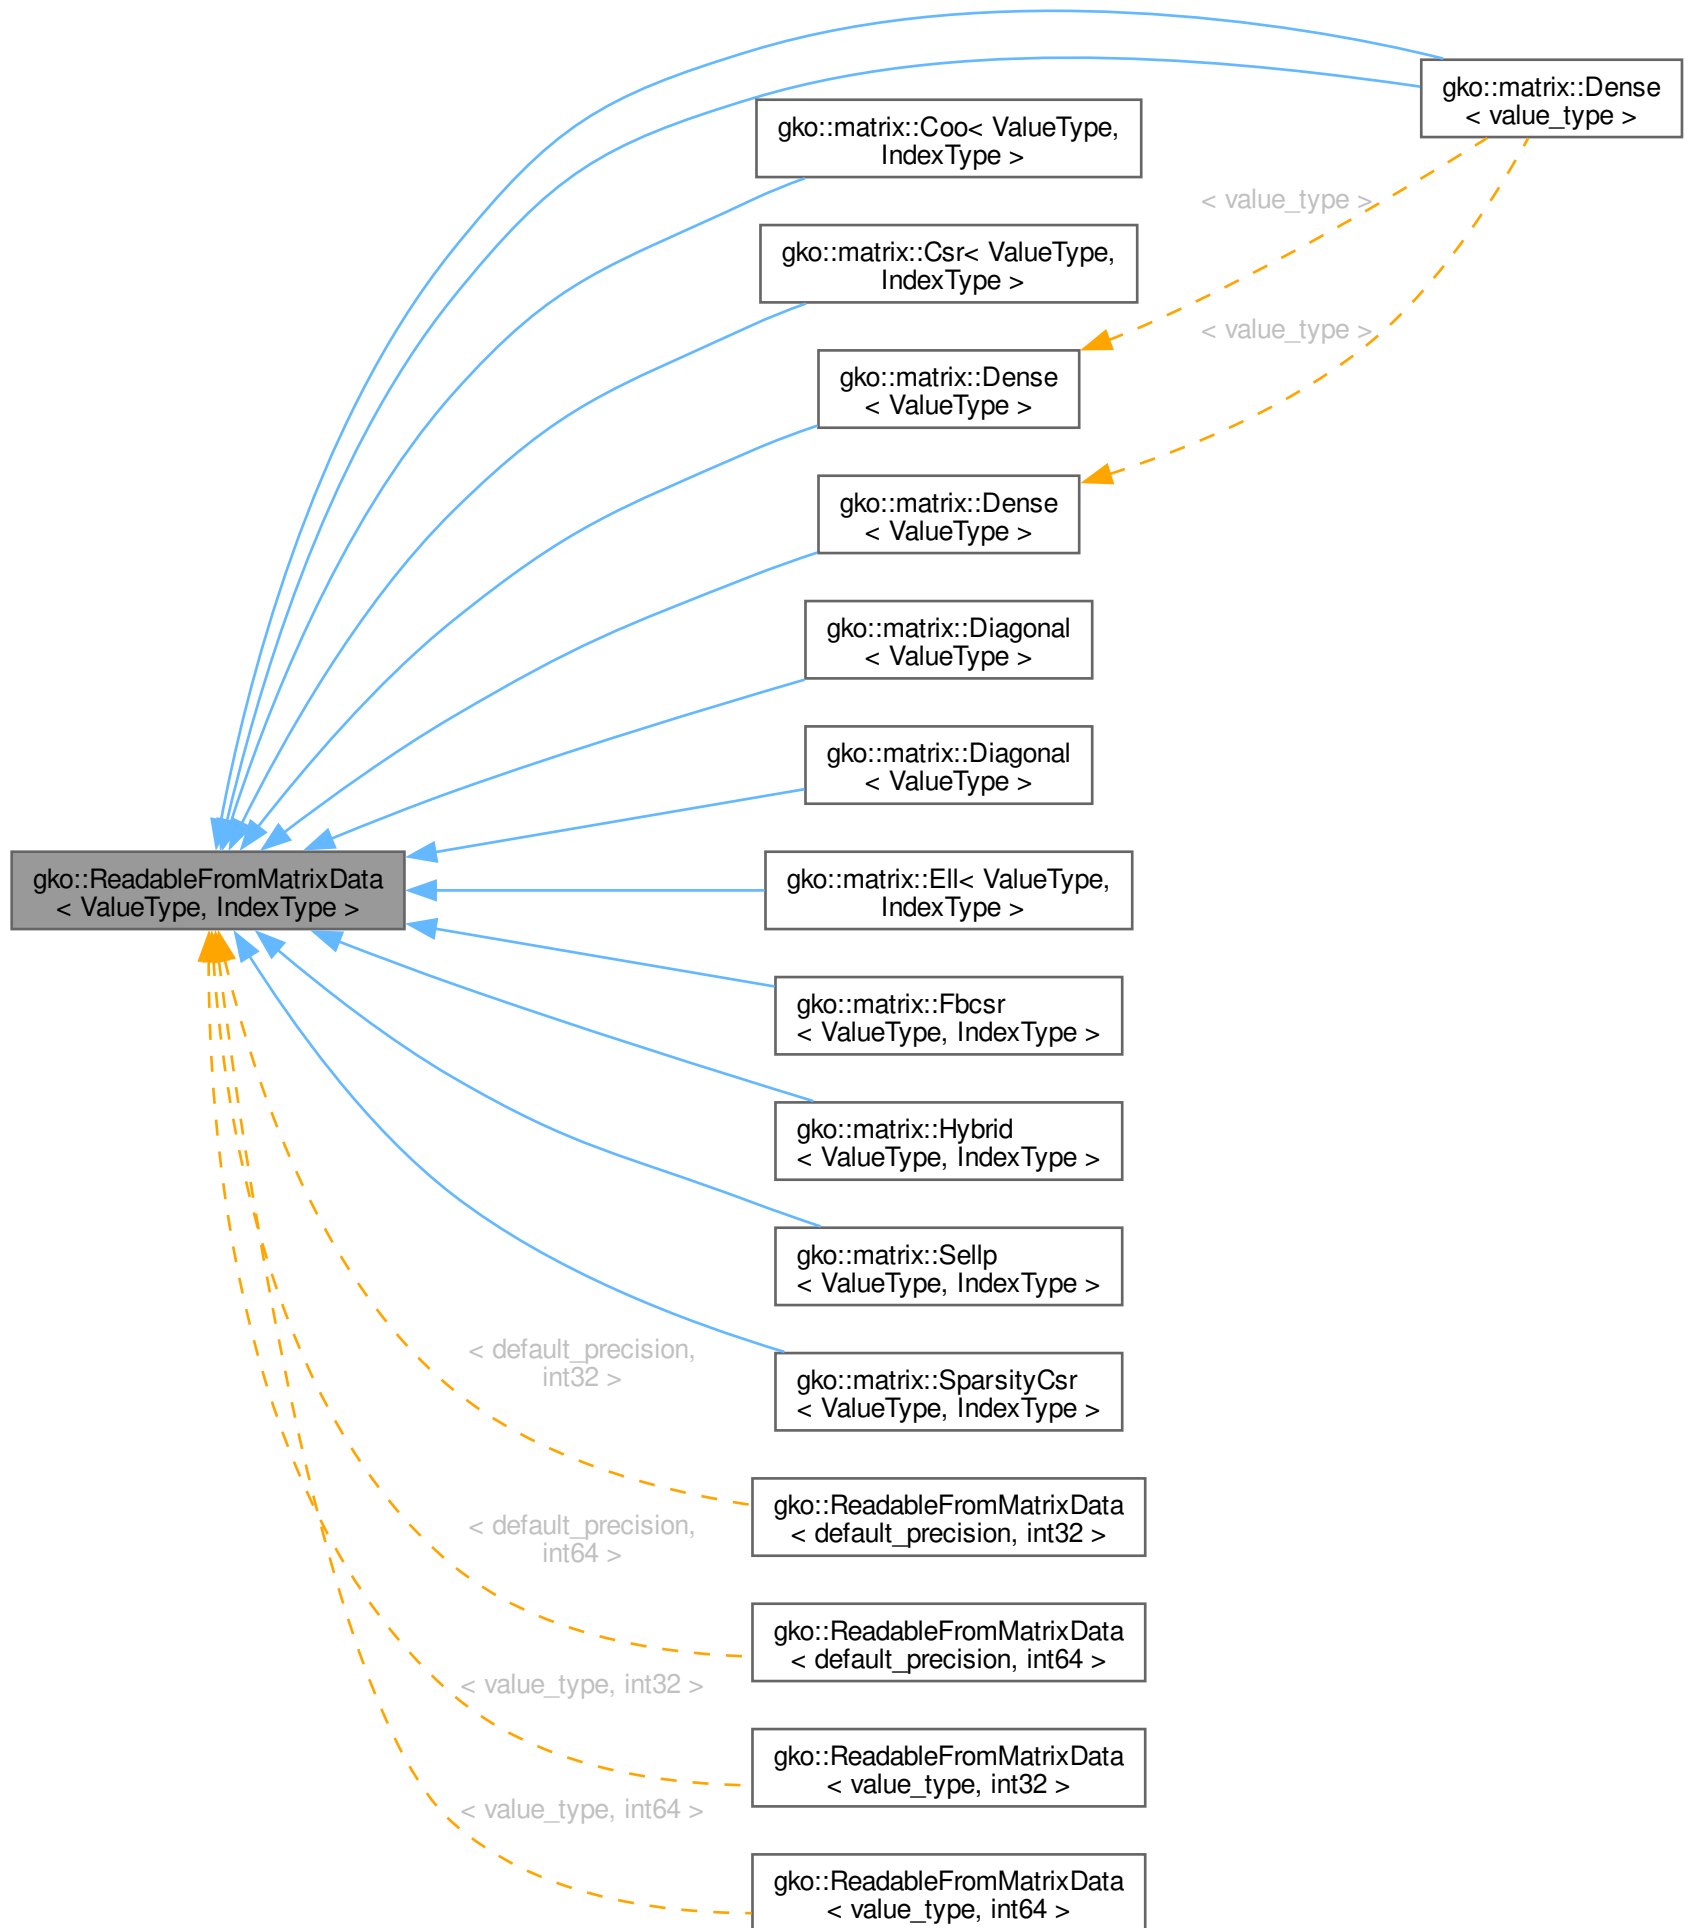 gko::matrix::Dense
< value_type >
gko::matrix::Coo< ValueType,
IndexType >
< value_type >
gko::matrix::Csr< ValueType,
IndexType >
< value_type >
gko::matrix::Dense
< ValueType >
gko::matrix::Dense
< ValueType >
gko::matrix::Diagonal
< ValueType >
gko::matrix::Diagonal
< ValueType >
gko::ReadableFromMatrixData
< ValueType, IndexType >
gko::matrix::Ell< ValueType,
IndexType >
gko::matrix::Fbcsr
< ValueType, IndexType >
gko::matrix::Hybrid
< ValueType, IndexType >
gko::matrix::Sellp
< ValueType, IndexType >
< default_precision,
int32 >
gko::matrix::SparsityCsr
< ValueType, IndexType >
gko::ReadableFromMatrixData
< default_precision, int32 >
< default_precision,
int64 >
gko::ReadableFromMatrixData
< default_precision, int64 >
< value_type, int32 >
gko::ReadableFromMatrixData
< value_type, int32 >
< value_type, int64 >
gko::ReadableFromMatrixData
< value_type, int64 >